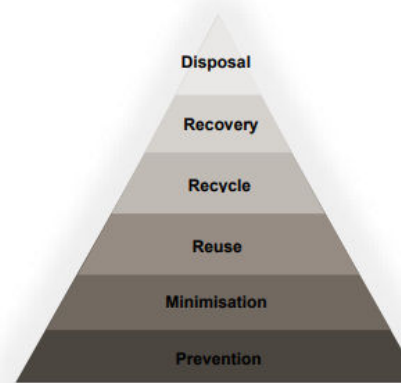 Disposal
Recovery
Recycle
Reuse
Minimisation
Prevention